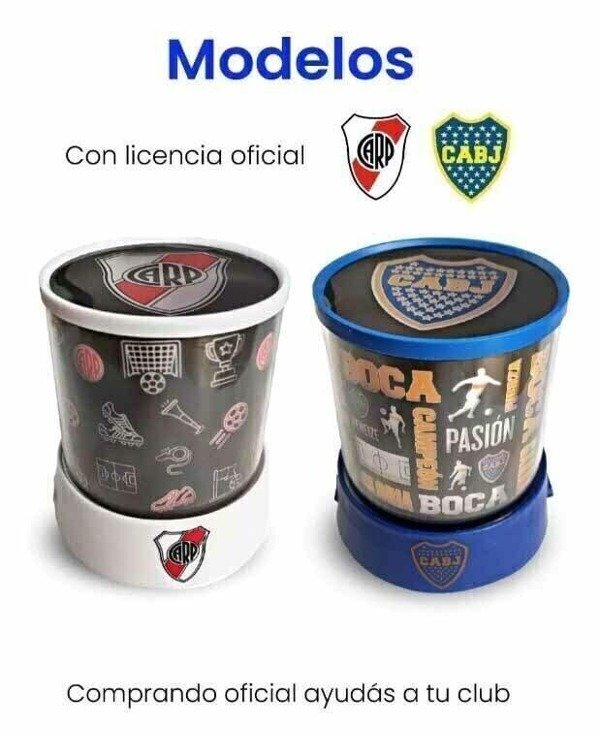 Modelos
Con licencia oficial
CARP
CABJ
CARP
CABJ
BOCA
CAMPEÓN
PASIÓN
BOCA
CARP
CABJ
Comprando oficial ayudás a tu club